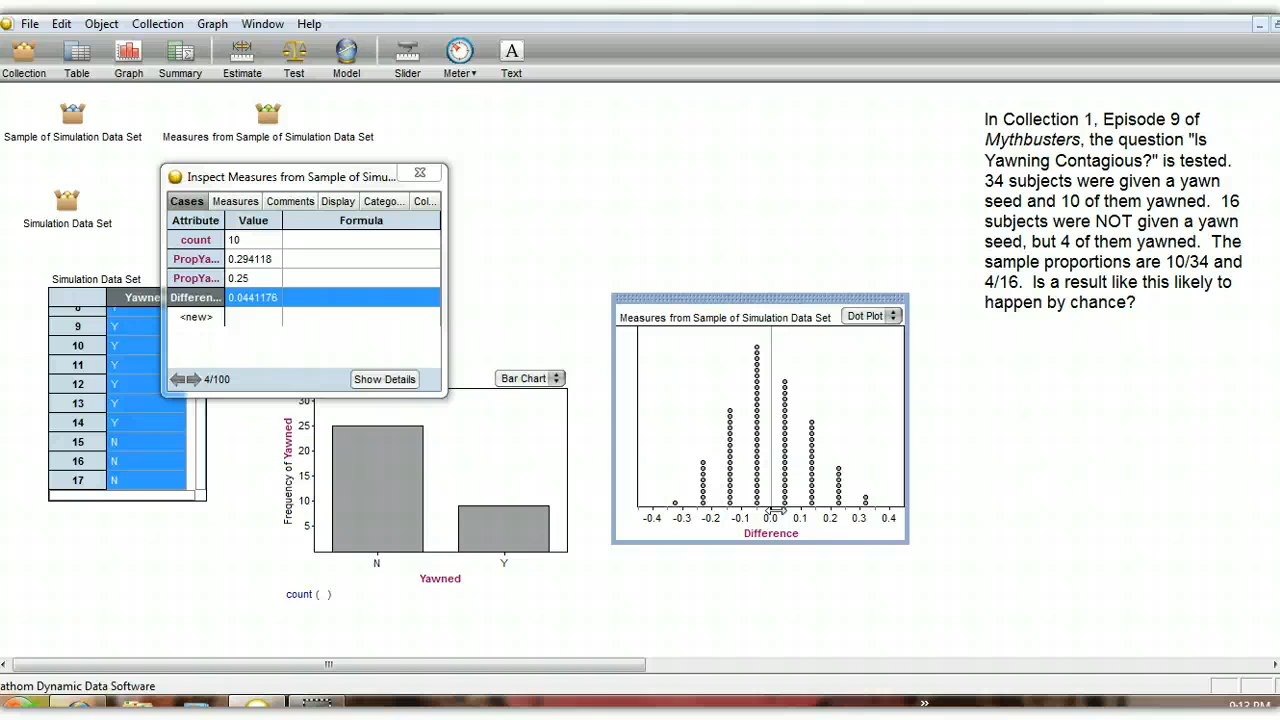 File Edit Object Collection Graph Window Help
Collection Table Graph Summary Estimate Test Model Slider Meter▾ A Text
Sample of Simulation Data Set
Measures from Sample of Simulation Data Set
Simulation Data Set
Inspect Measures from Sample of Simu...
Cases Measures Comments Display Catego... Col...
Attribute Value Formula
count 10
PropYa... 0.294118
PropYa... 0.25
Differen... 0.0441176
<new>
4/100 Show Details
Simulation Data Set
Yawne
9 Y
10 Y
11 Y
12 Y
13 Y
14 Y
15 N
16 N
17 N
Bar Chart
Frequency of Yawned
30
25
20
15
10
5
N Y
Yawned
count ( )
Measures from Sample of Simulation Data Set Dot Plot
-0.4 -0.3 -0.2 -0.1 0.0 0.1 0.2 0.3 0.4
Difference
In Collection 1, Episode 9 of
Mythbusters, the question "Is
Yawning Contagious?" is tested.
34 subjects were given a yawn
seed and 10 of them yawned. 16
subjects were NOT given a yawn
seed, but 4 of them yawned. The
sample proportions are 10/34 and
4/16. Is a result like this likely to
happen by chance?
athom Dynamic Data Software